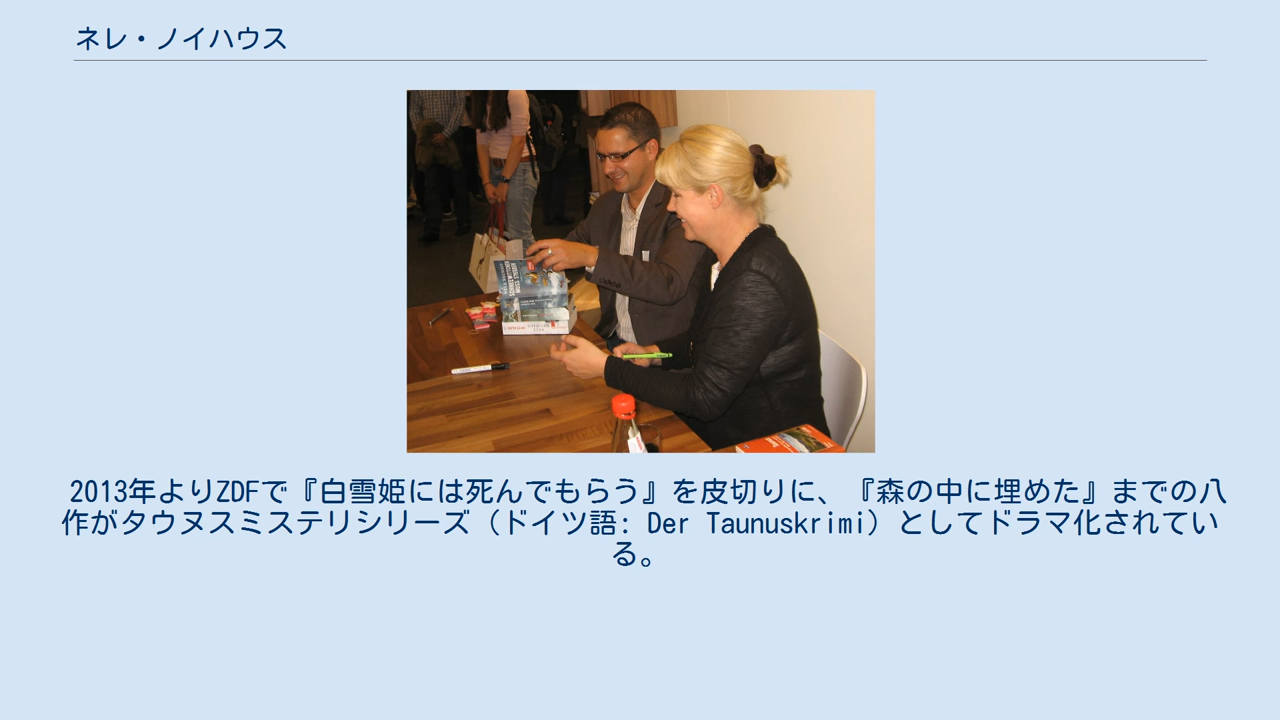 ネレ・ノイハウス
2013年よりZDFで『白雪姫には死んでもらう』を皮切りに、『森の中に埋めた』までの八
作がタウヌスミステリシリーズ（ドイツ語: Der Taunuskrimi）としてドラマ化されてい
る。